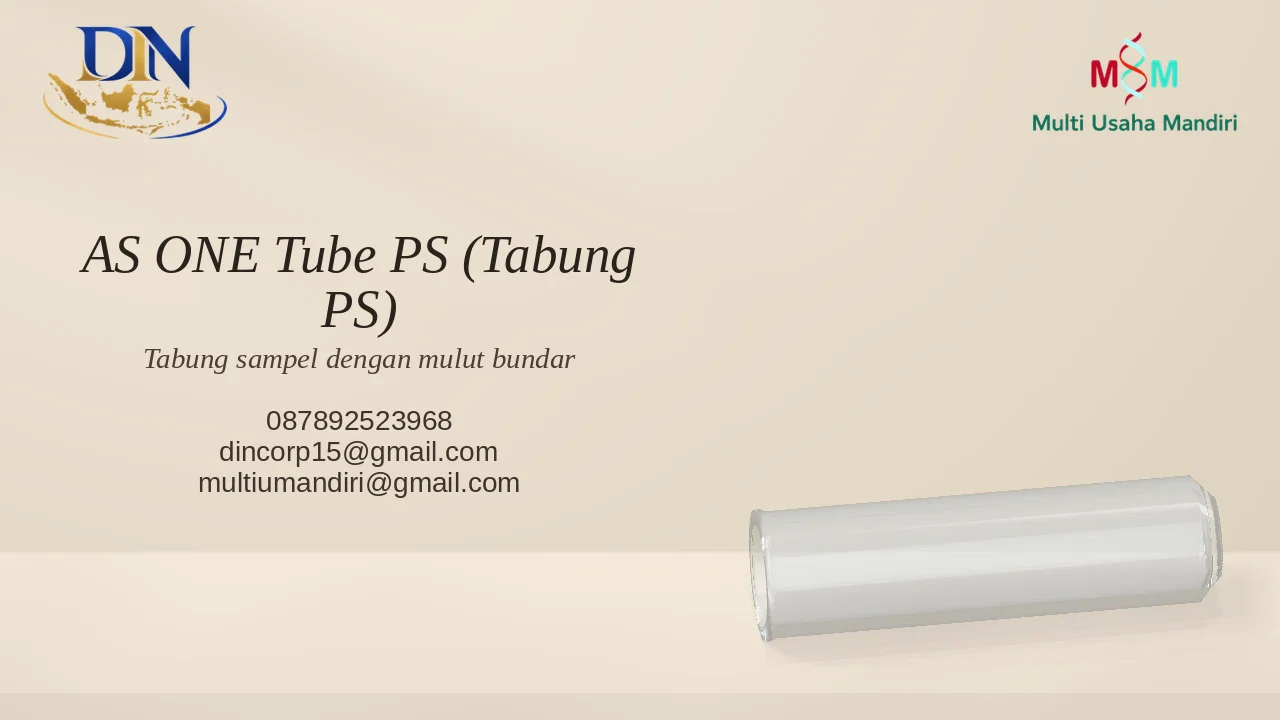 DIN
MSM
Multi Usaha Mandiri
AS ONE Tube PS (Tabung
PS)
Tabung sampel dengan mulut bundar
087892523968
dincorp15@gmail.com
multiumandiri@gmail.com